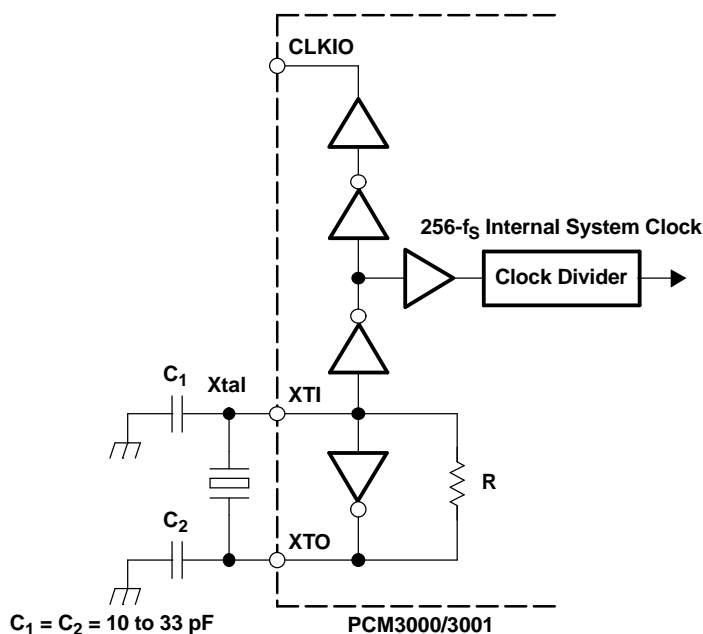 CLKIO
256-fS Internal System Clock
Clock Divider
C1
Xtal
XTI
R
C2
XTO
C1 = C2 = 10 to 33 pF
PCM3000/3001